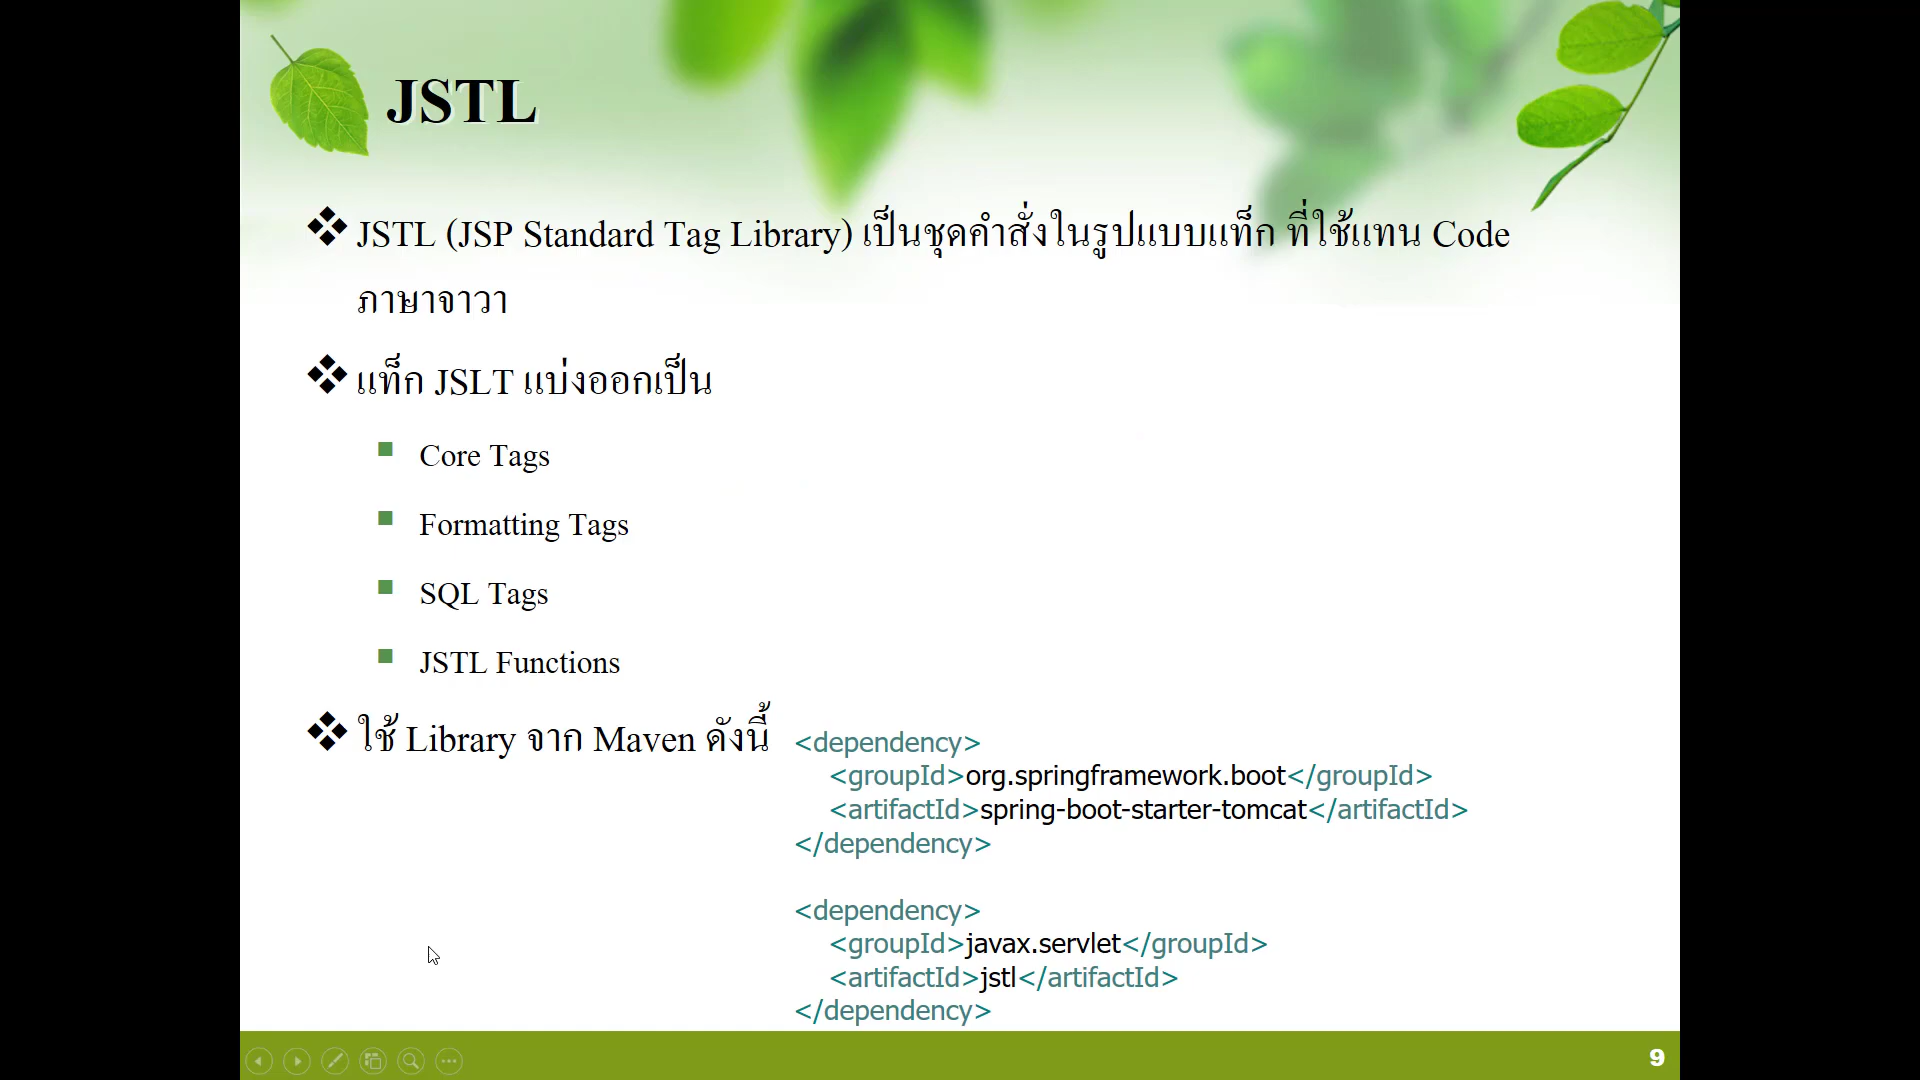 JSTL
JSTL (JSP Standard Tag Library) เป็นชุดคำสั่งในรูปแบบแท็ก ที่ใช้แทน Code
ภาษาจาวา
แท็ก JSLT แบ่งออกเป็น
Core Tags
Formatting Tags
SQL Tags
JSTL Functions
ใช้ Library จาก Maven ดังนี้
<dependency>
<groupId>org.springframework.boot</groupId>
<artifactId>spring-boot-starter-tomcat</artifactId>
</dependency>
<dependency>
<groupId>javax.servlet</groupId>
<artifactId>jstl</artifactId>
</dependency>
9